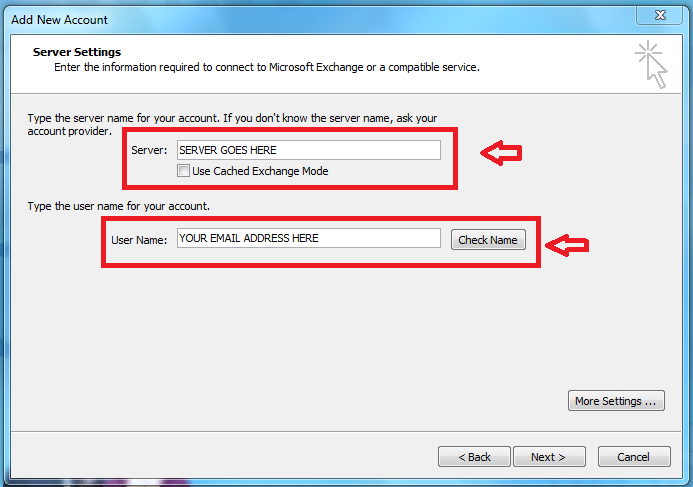 Add New Account
Server Settings
Enter the information required to connect to Microsoft Exchange or a compatible service.
Type the server name for your account. If you don't know the server name, ask your
account provider.
Server: SERVER GOES HERE
Use Cached Exchange Mode
Type the user name for your account.
User Name: YOUR EMAIL ADDRESS HERE Check Name
More Settings ...
< Back Next > Cancel